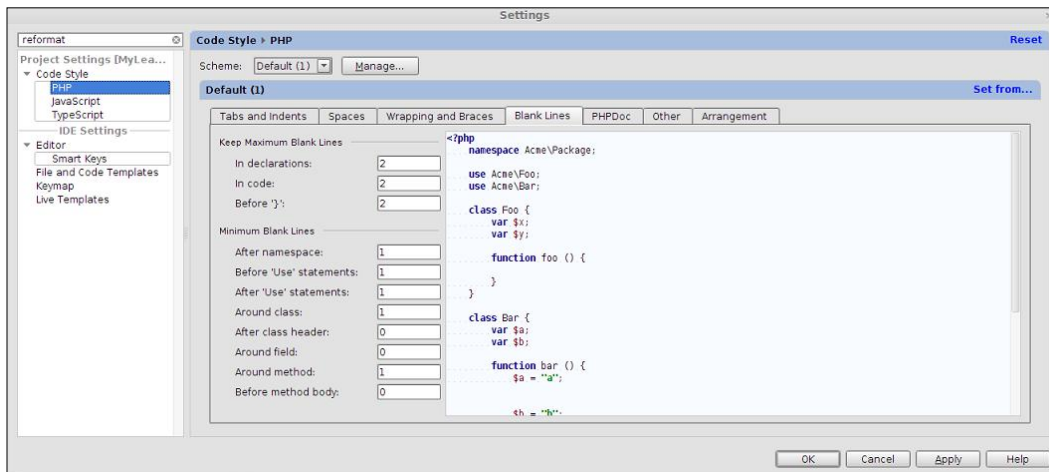 Settings
reformat
Project Settings [MyLea...
Code Style
PHP
JavaScript
TypeScript
IDE Settings
Editor
Smart Keys
File and Code Templates
Keymap
Live Templates
Code Style ▸ PHP
Reset
Scheme: Default (1) Manage...
Default (1)
Set from...
Tabs and Indents Spaces Wrapping and Braces Blank Lines PHPDoc Other Arrangement
Keep Maximum Blank Lines
In declarations: 2
In code: 2
Before '}': 2
Minimum Blank Lines
After namespace: 1
Before 'Use' statements: 1
After 'Use' statements: 1
Around class: 1
After class header: 0
Around field: 0
Around method: 1
Before method body: 0
<?php
namespace Acme\Package;
use Acme\Foo;
use Acme\Bar;
class Foo {
var $x;
var $y;
function foo () {
}
}
class Bar {
var $a;
var $b;
function bar () {
$a = "a";
$b = "b";
OK Cancel Apply Help